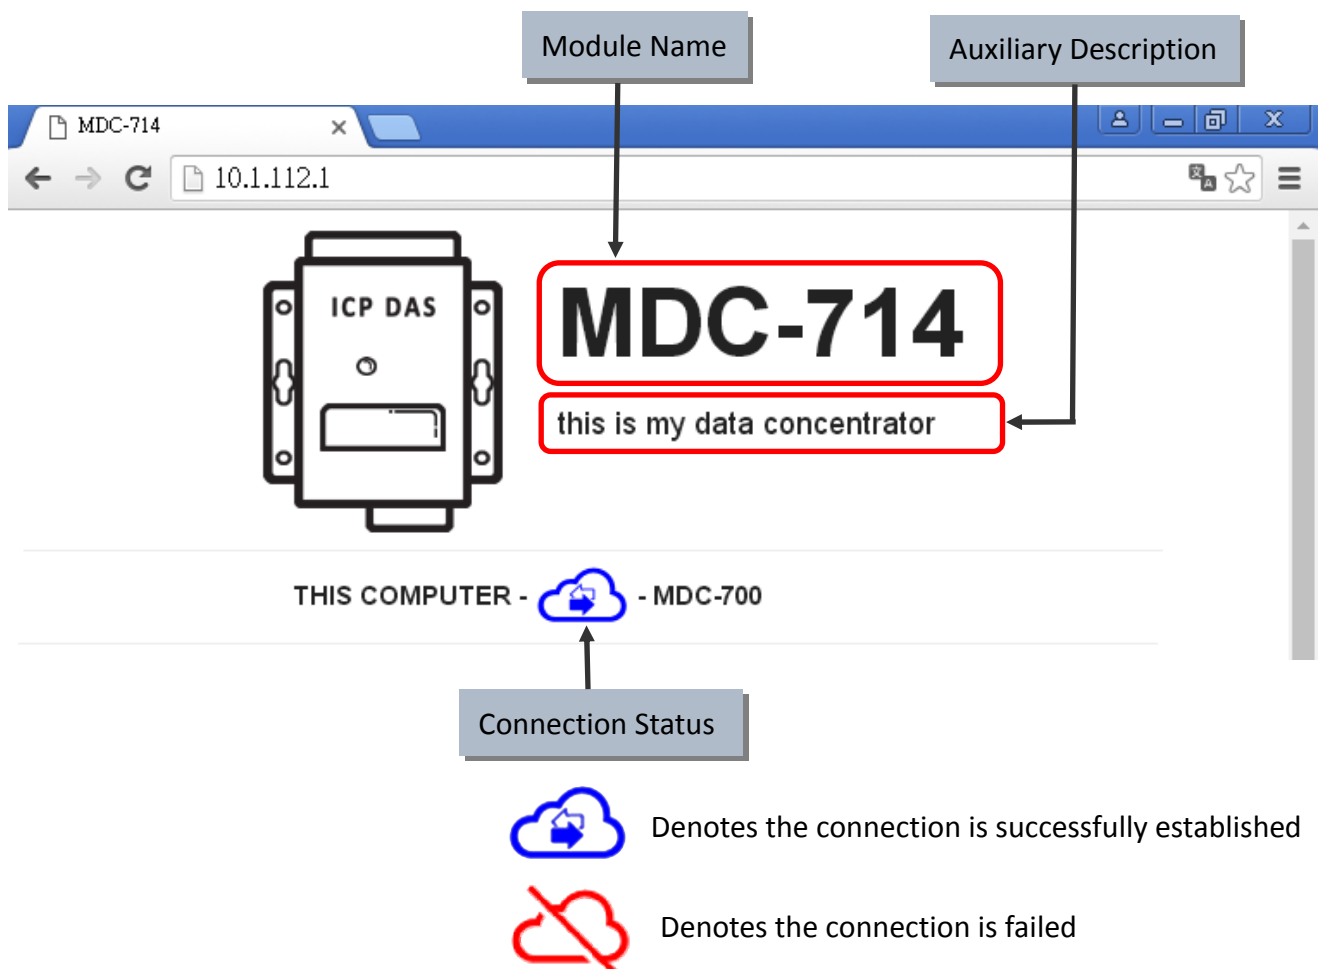 Module Name
Auxiliary Description
MDC-714
10.1.112.1
ICP DAS
MDC-714
this is my data concentrator
THIS COMPUTER - - MDC-700
Connection Status
Denotes the connection is successfully established
Denotes the connection is failed